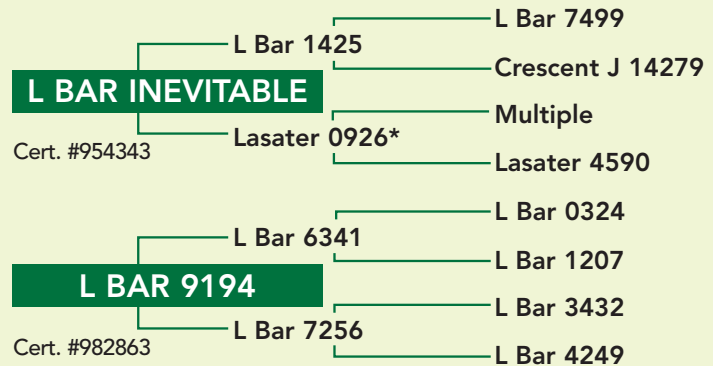 L Bar 7499
L Bar 1425
Crescent J 14279
L BAR INEVITABLE
Multiple
Lasater 0926*
Cert. #954343
Lasater 4590
L Bar 0324
L Bar 6341
L Bar 1207
L BAR 9194
L Bar 3432
L Bar 7256
Cert. #982863
L Bar 4249